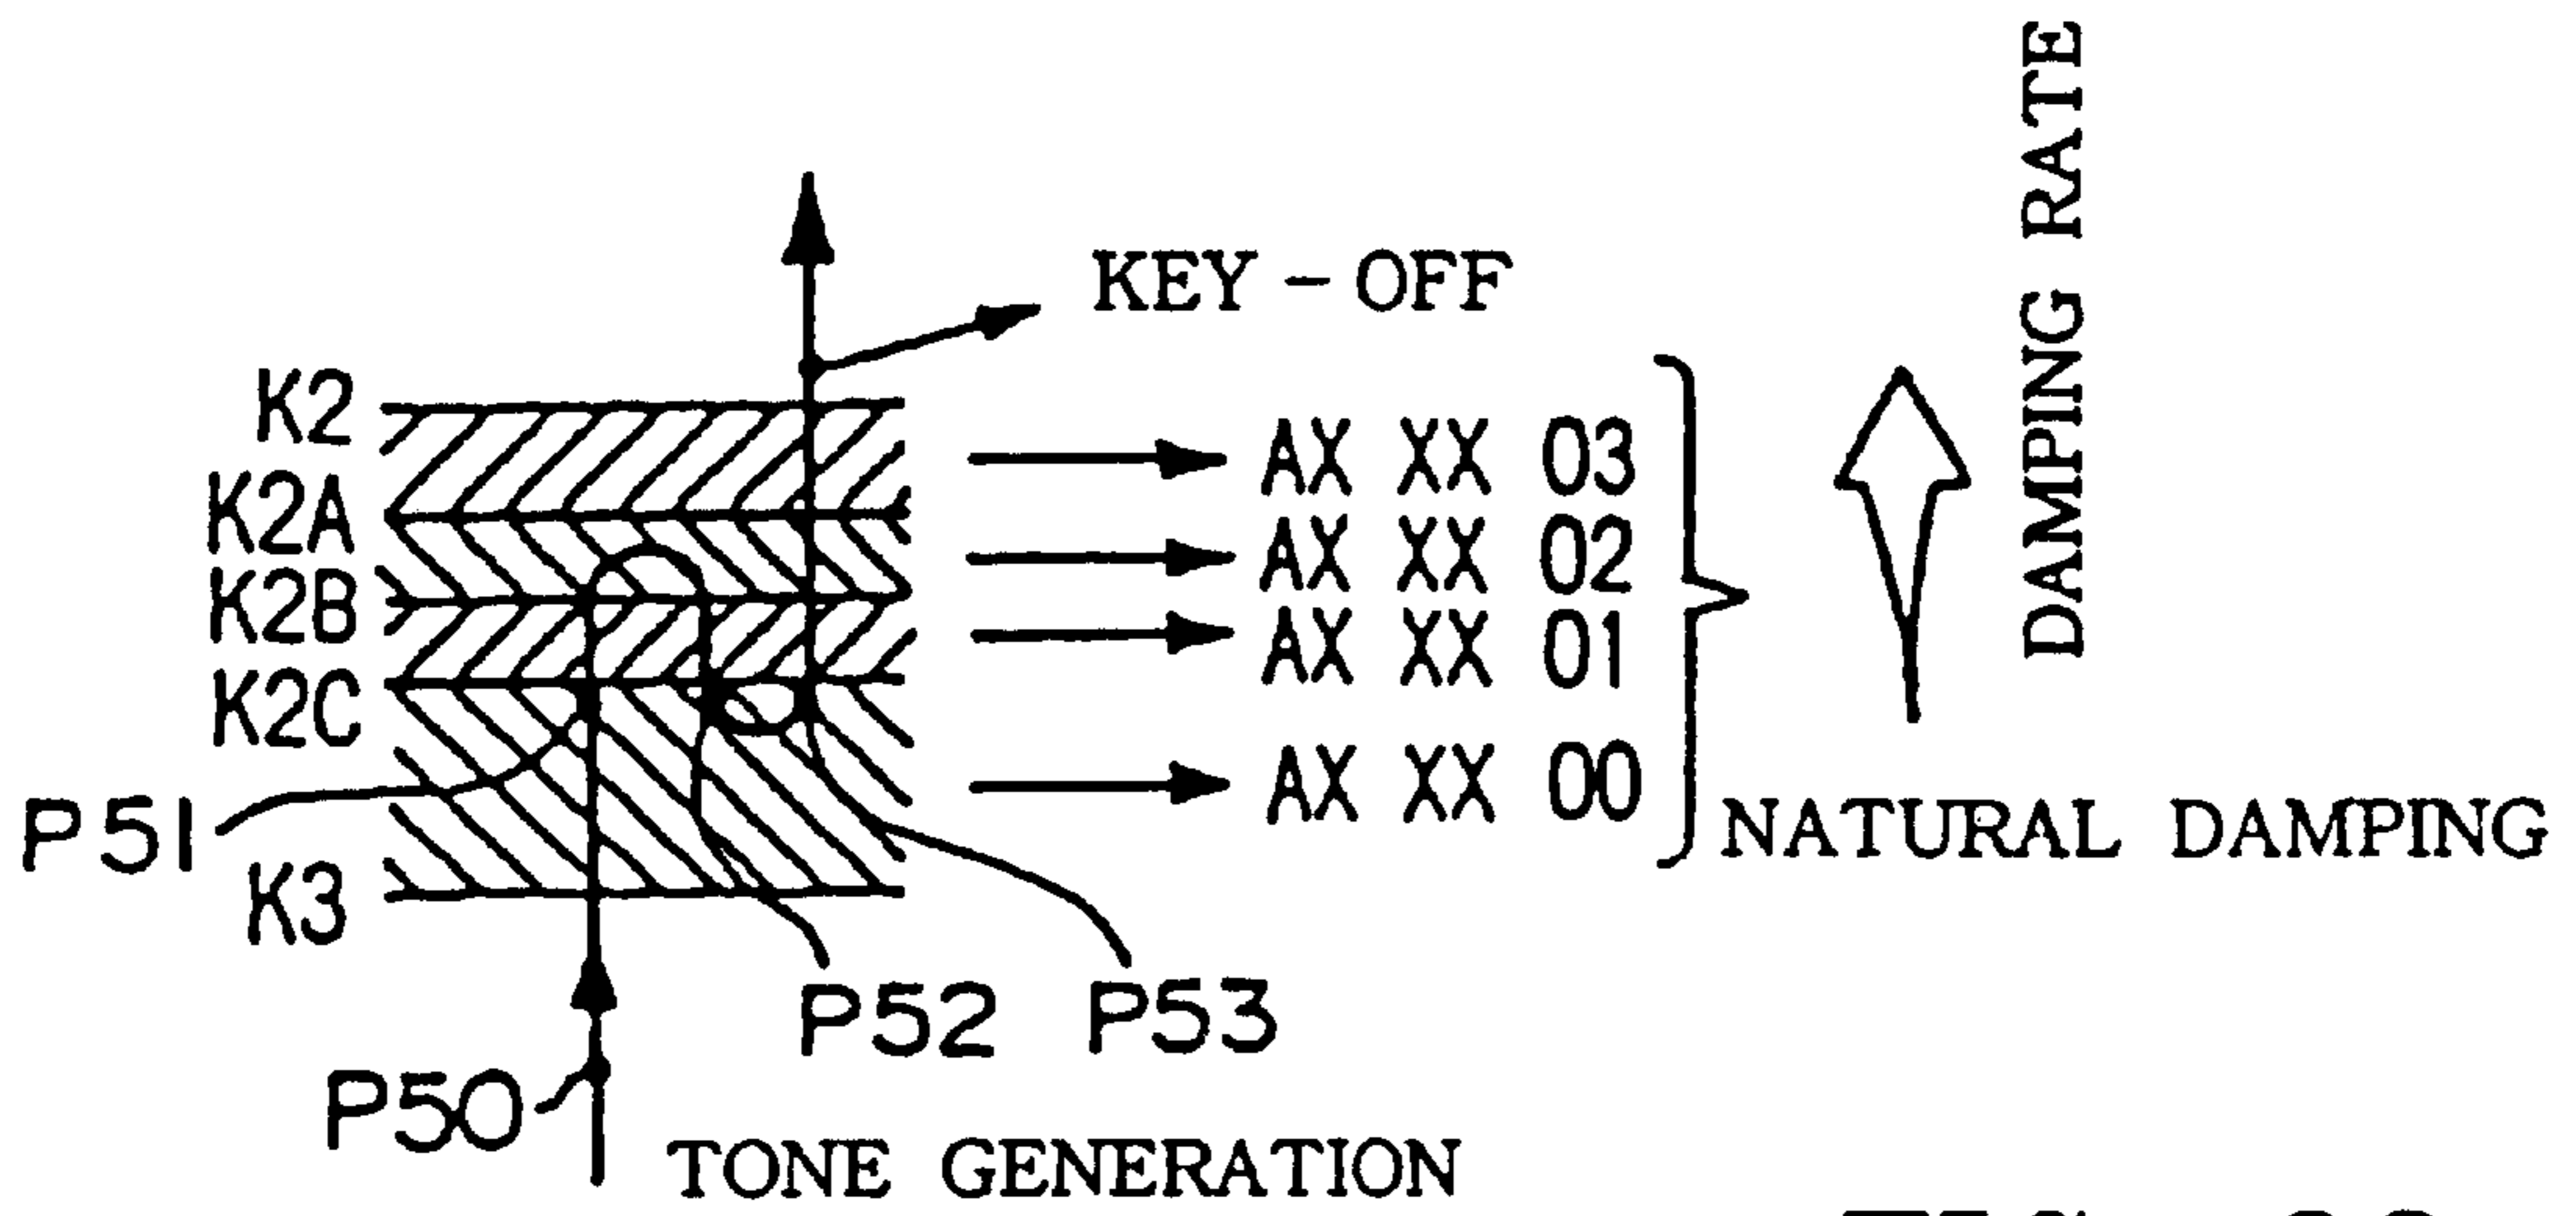 DAMPING RATE
KEY - OFF
K2
AX XX 03
K2A
AX XX 02
K2B
AX XX 01
K2C
AX XX 00
P51
NATURAL DAMPING
K3
P52
P53
P50
TONE GENERATION